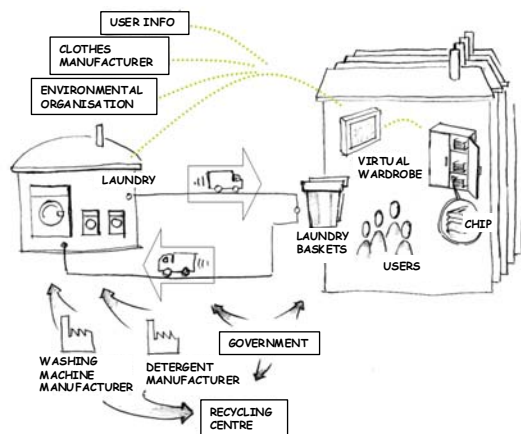 USER INFO
CLOTHES
MANUFACTURER
ENVIRONMENTAL
ORGANISATION
LAUNDRY
VIRTUAL
WARDROBE
LAUNDRY
BASKETS
CHIP
USERS
WASHING
MACHINE
MANUFACTURER
DETERGENT
MANUFACTURER
GOVERNMENT
RECYCLING
CENTRE